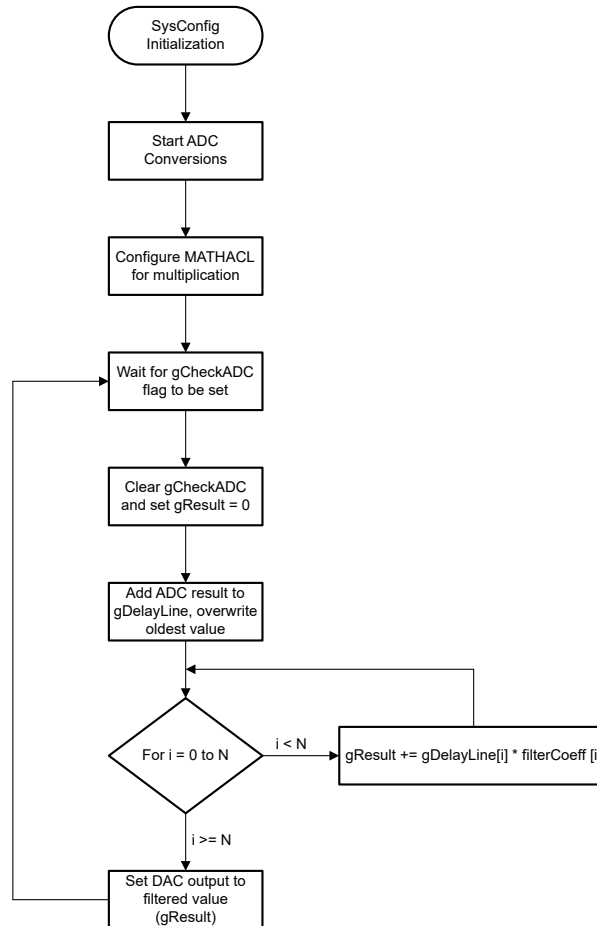 SysConfig
Initialization
Start ADC
Conversions
Configure MATHACL
for multiplication
Wait for gCheckADC
flag to be set
Clear gCheckADC
and set gResult = 0
Add ADC result to
gDelayLine, overwrite
oldest value
For i = 0 to N
i < N
gResult += gDelayLine[i] * filterCoeff [i
i >= N
Set DAC output to
filtered value
(gResult)